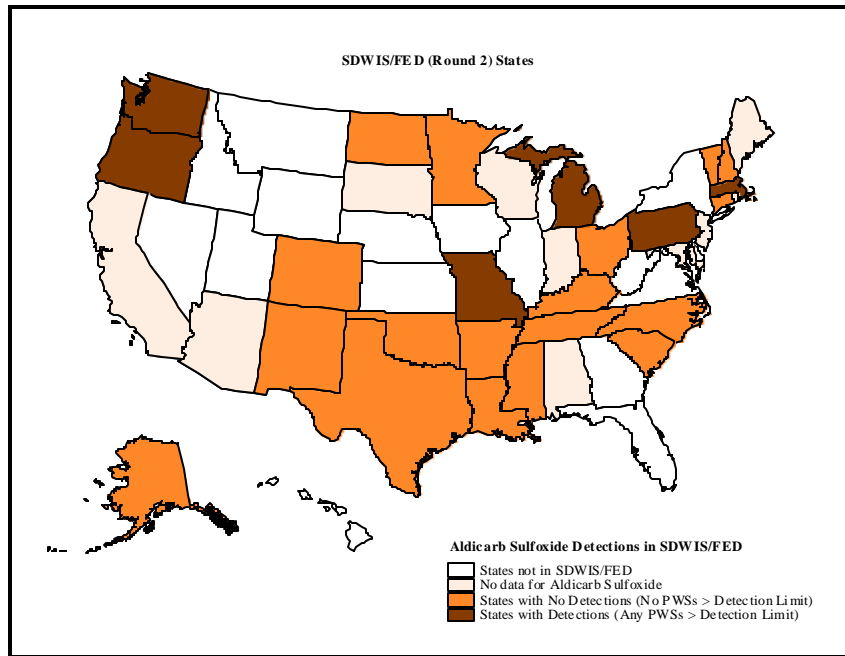 SDWIS/FED (Round 2) States
Aldicarb Sulfoxide Detections in SDWIS/FED
States not in SDWIS/FED
No data for Aldicarb Sulfoxide
States with No Detections (No PWSs > Detection Limit)
States with Detections (Any PWSs > Detection Limit)